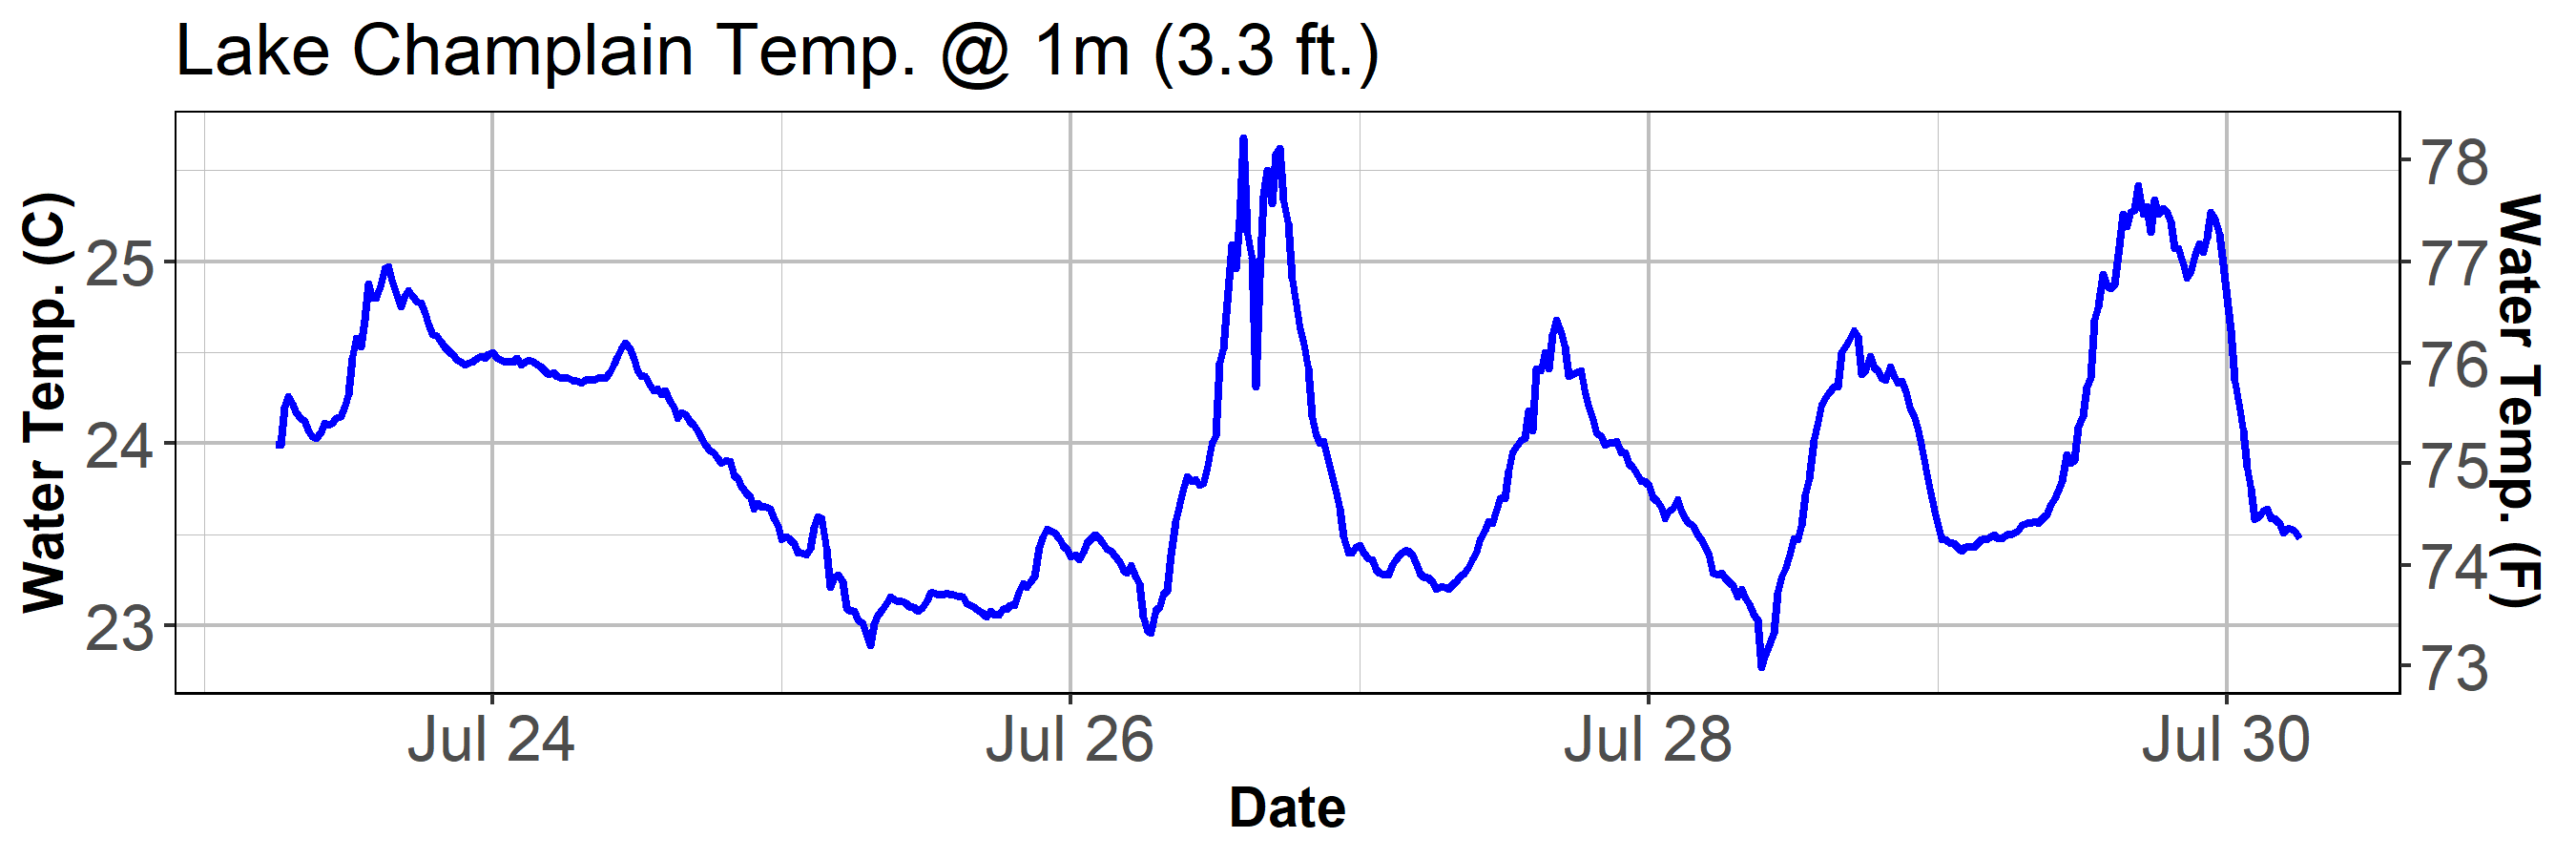 Lake Champlain Temp. @ 1m (3.3 ft.)
Water Temp. (C)
25
24
23
78
77
76
75
74
73
Water Temp. (F)
Jul 24
Jul 26
Jul 28
Jul 30
Date